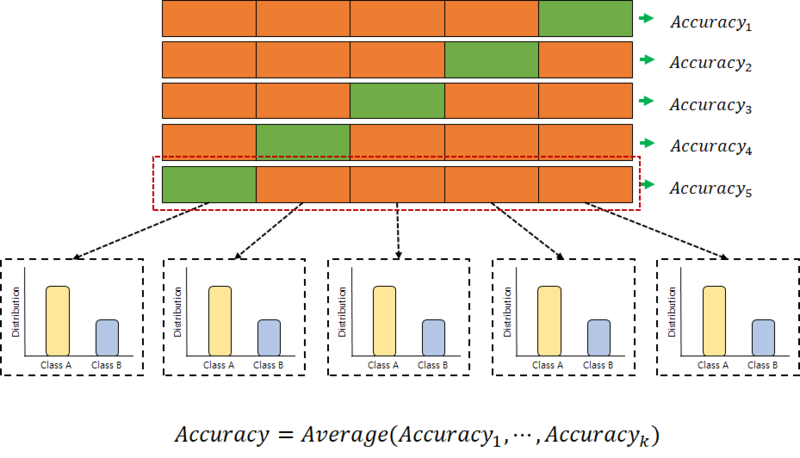 Accuracy₁
Accuracy₂
Accuracy₃
Accuracy₄
Accuracy₅
Distribution
Class A Class B
Distribution
Class A Class B
Distribution
Class A Class B
Distribution
Class A Class B
Distribution
Class A Class B
Accuracy = Average(Accuracy₁, ⋯, Accuracyₖ)